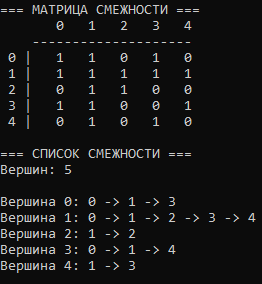 === МАТРИЦА СМЕЖНОСТИ ===
0 1 2 3 4
-------------------
0 | 1 1 0 1 0
1 | 1 1 1 1 1
2 | 0 1 1 0 0
3 | 1 1 0 0 1
4 | 0 1 0 1 0
=== СПИСОК СМЕЖНОСТИ ===
Вершин: 5
Вершина 0: 0 -> 1 -> 3
Вершина 1: 0 -> 1 -> 2 -> 3 -> 4
Вершина 2: 1 -> 2
Вершина 3: 0 -> 1 -> 4
Вершина 4: 1 -> 3